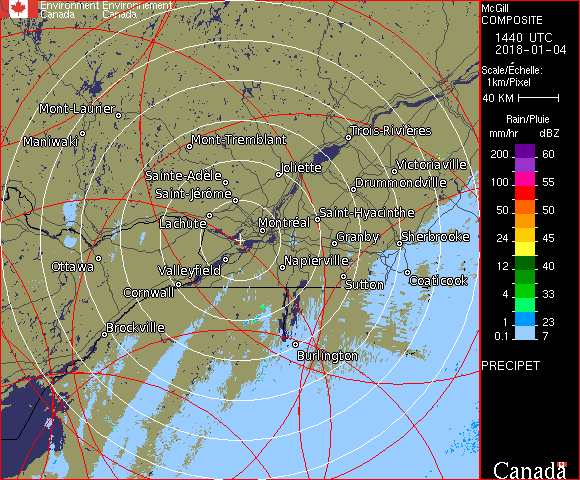 Environment Environnement
Canada Canada
McGill
COMPOSITE
1440 UTC
2018-01-04
Scale/Échelle:
1km/Pixel
40 KM
Rain/Pluie
mm/hr dBZ
200 60
150 55
100 55
50 50
24 45
12 40
4 33
1 23
0.1 7
PRECIPET
Canada
Mont-Laurier
Maniwaki
Mont-Tremblant
Trois-Rivières
Joliette
Victoriaville
Sainte-Adèle
Drummondville
Saint-Jérôme
Lachute
Saint-Hyacinthe
Montréal
Granby
Sherbrooke
Ottawa
Valleyfield
Napierville
Cornwall
Sutton
Coaticook
Brockville
Burlington